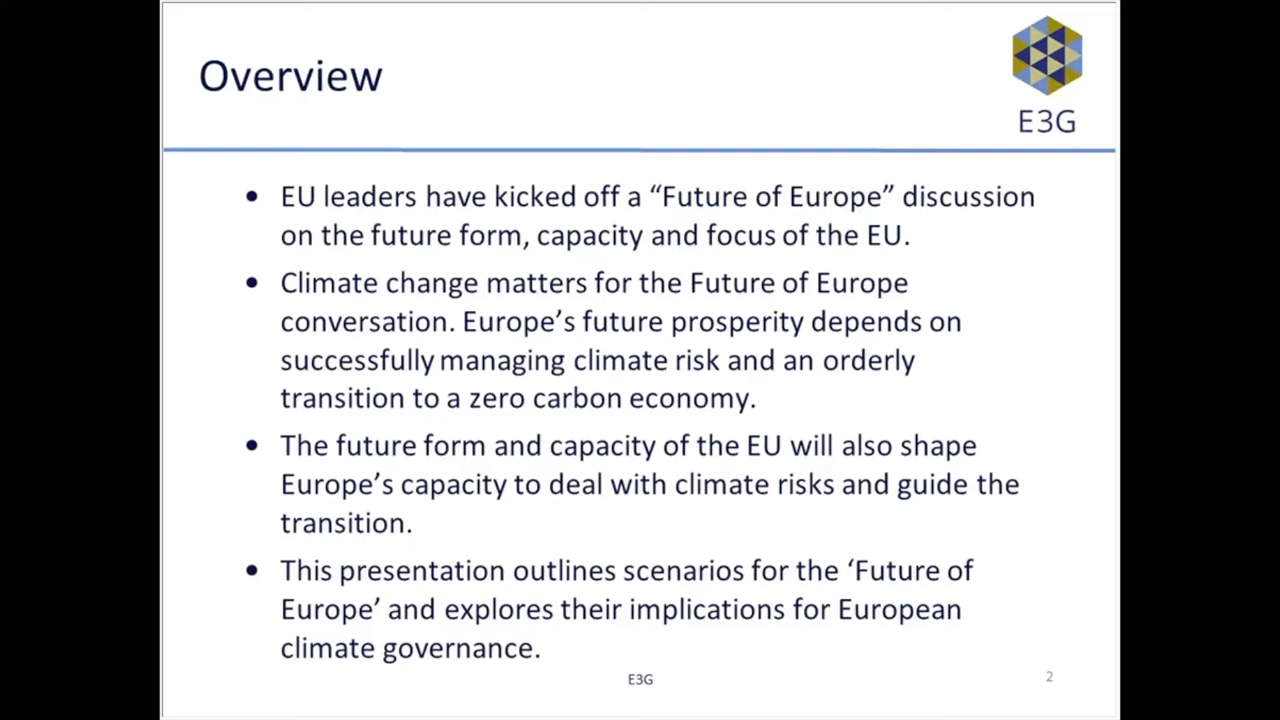 Overview
E3G
• EU leaders have kicked off a “Future of Europe” discussion
on the future form, capacity and focus of the EU.
• Climate change matters for the Future of Europe
conversation. Europe’s future prosperity depends on
successfully managing climate risk and an orderly
transition to a zero carbon economy.
• The future form and capacity of the EU will also shape
Europe’s capacity to deal with climate risks and guide the
transition.
• This presentation outlines scenarios for the ‘Future of
Europe’ and explores their implications for European
climate governance.
E3G
2